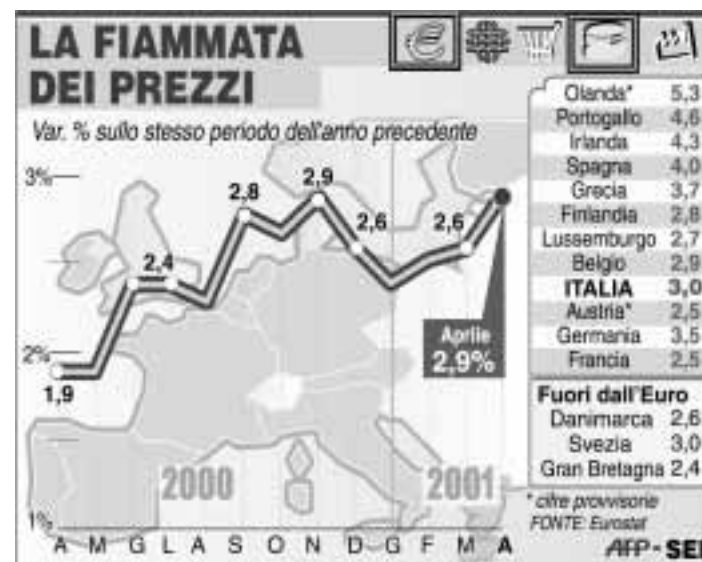 LA FIAMMATA
DEI PREZZI
Var. % sullo stesso periodo dell'anno precedente
3%
2%
1%
1,9
2,4
2,8
2,9
2,6
2,6
Aprile
2,9%
2000
2001
A M G L A S O N D G F M A
Olanda* 5,3
Portogallo 4,6
Irlanda 4,3
Spagna 4,0
Grecia 3,7
Finlandia 2,8
Lussemburgo 2,7
Belgio 2,9
ITALIA 3,0
Austria* 2,5
Germania 3,5
Francia 2,5
Fuori dall'Euro
Danimarca 2,6
Svezia 3,0
Gran Bretagna 2,4
* cifre provvisorie
FONTE: Eurostat
AFP - SEI